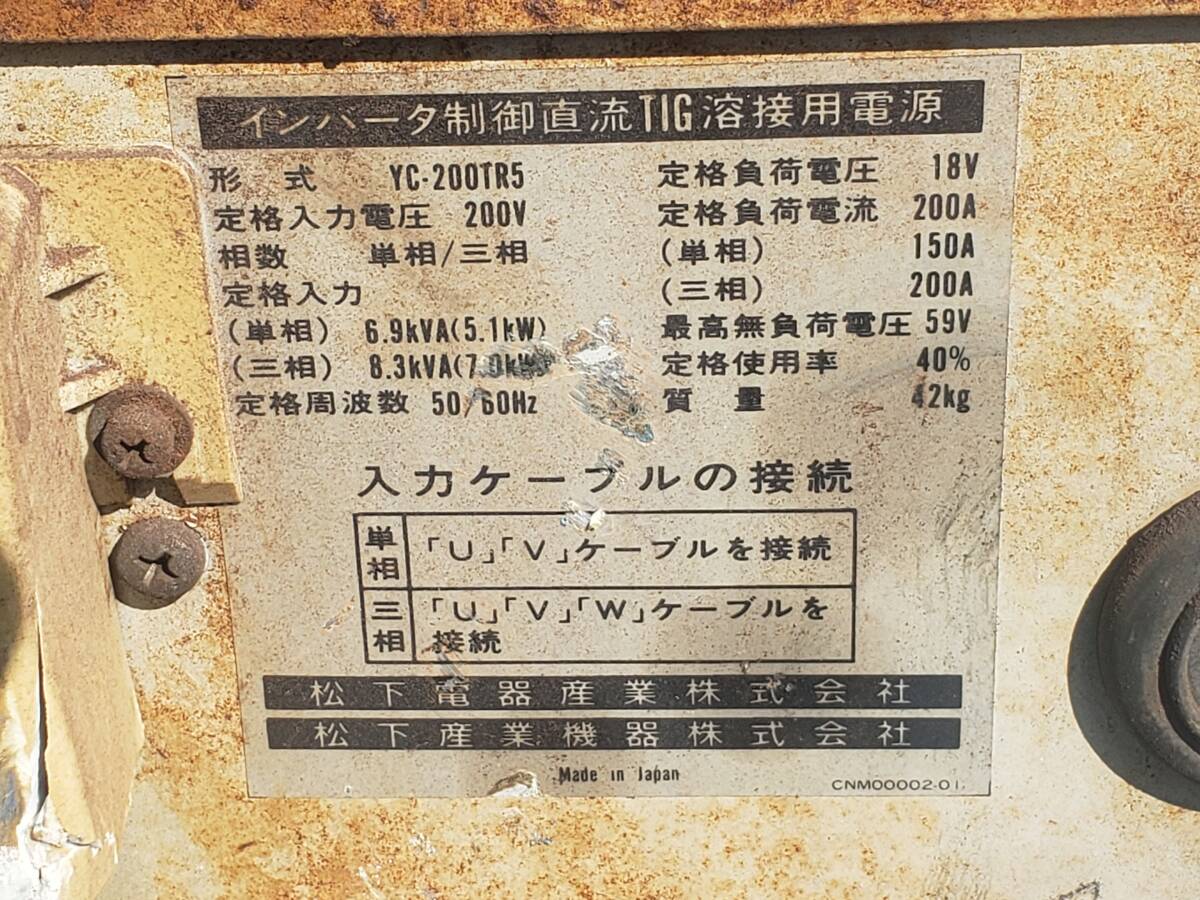 インバータ制御直流TIG溶接用電源
形 式 YC-200TR5
定格入力電圧 200V
相数 単相/三相
定格入力
(単相) 6.9kVA(5.1kW)
(三相) 8.3kVA(7.0kW)
定格周波数 50/60Hz
定格負荷電圧 18V
定格負荷電流 200A
(単相) 150A
(三相) 200A
最高無負荷電圧 59V
定格使用率 40%
質 量 42kg
入力ケーブルの接続
単相 「U」「V」ケーブルを接続
三相 「U」「V」「W」ケーブルを
接続
松下電器産業株式会社
松下産業機器株式会社
Made in Japan
CNM00002-01